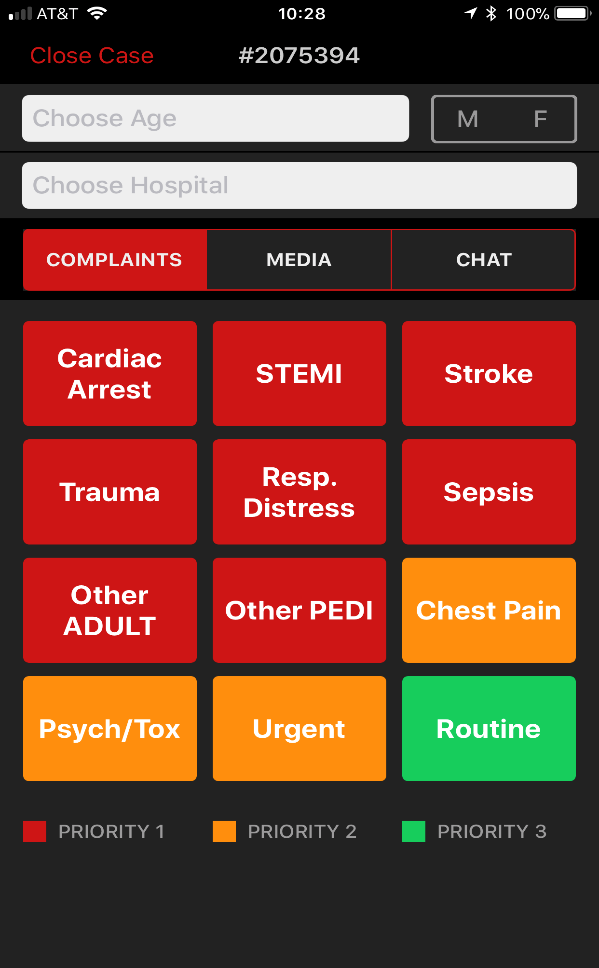 AT&T 10:28 100%
Close Case #2075394
Choose Age M F
Choose Hospital
COMPLAINTS MEDIA CHAT
Cardiac
Arrest
STEMI
Stroke
Trauma
Resp.
Distress
Sepsis
Other
ADULT
Other PEDI
Chest Pain
Psych/Tox
Urgent
Routine
PRIORITY 1 PRIORITY 2 PRIORITY 3